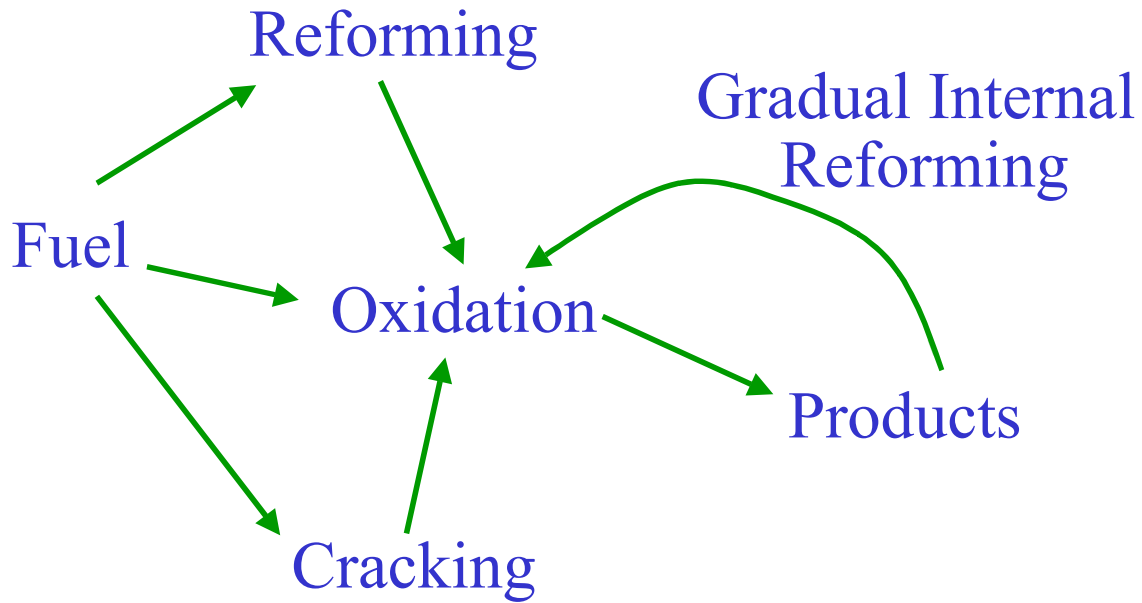 Reforming
Gradual Internal
Reforming
Fuel
Oxidation
Products
Cracking